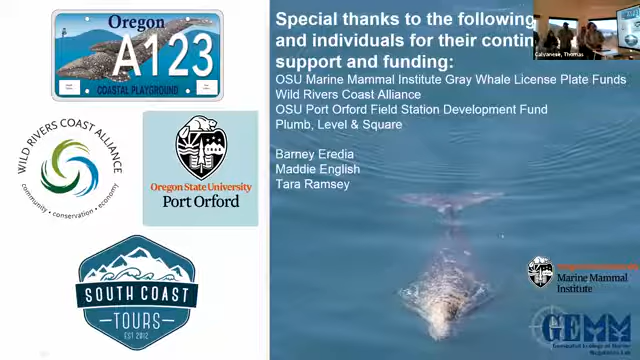 Oregon
A123
COASTAL PLAYGROUND
WILD RIVERS COAST ALLIANCE
community • conservation • economy
Oregon State University
Port Orford
SOUTH COAST
TOURS
EST 2012
Special thanks to the following
and individuals for their contin
support and funding:
OSU Marine Mammal Institute Gray Whale License Plate Funds
Wild Rivers Coast Alliance
OSU Port Orford Field Station Development Fund
Plumb, Level & Square
Barney Eredia
Maddie English
Tara Ramsey
Calvanese, Thomas
Marine Mammal
Institute
GEMM